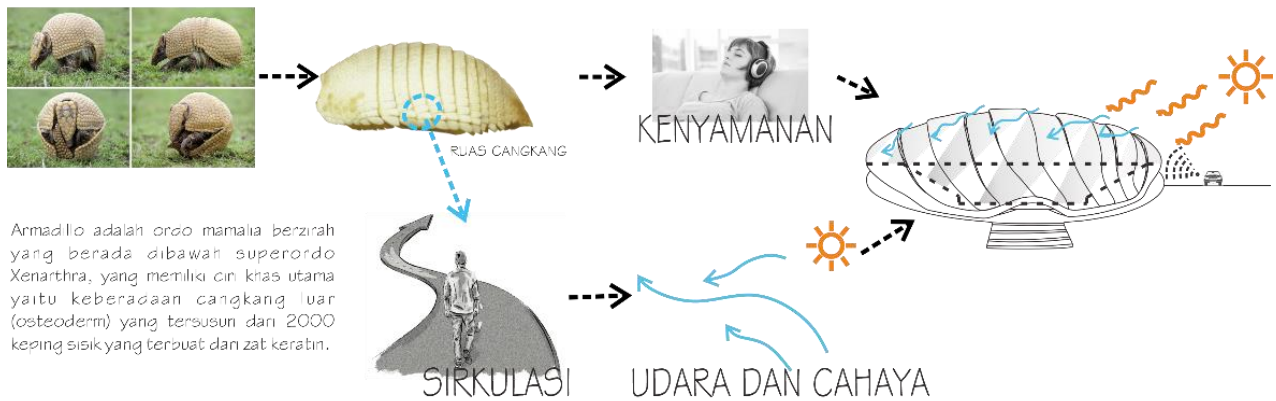 RUAS CANGKANG
KENYAMANAN
Armadillo adalah ordo mamalia berzirah
yang berada dibawah superordo
Xenarthra, yang memiliki ciri khas utama
yaitu keberadaan cangkang luar
(osteoderm) yang tersusun dari 2000
keping sisik yang terbuat dari zat keratin.
SIRKULASI
UDARA DAN CAHAYA